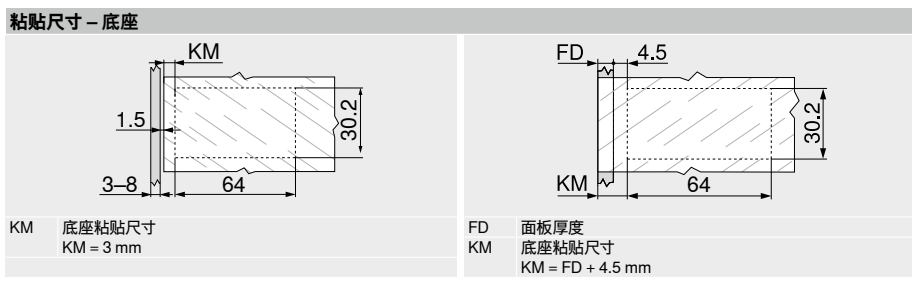 粘贴尺寸 – 底座
KM
1.5
30.2
3–8
64
KM 底座粘贴尺寸
KM = 3 mm
FD 4.5
30.2
KM
64
FD 面板厚度
KM 底座粘贴尺寸
KM = FD + 4.5 mm